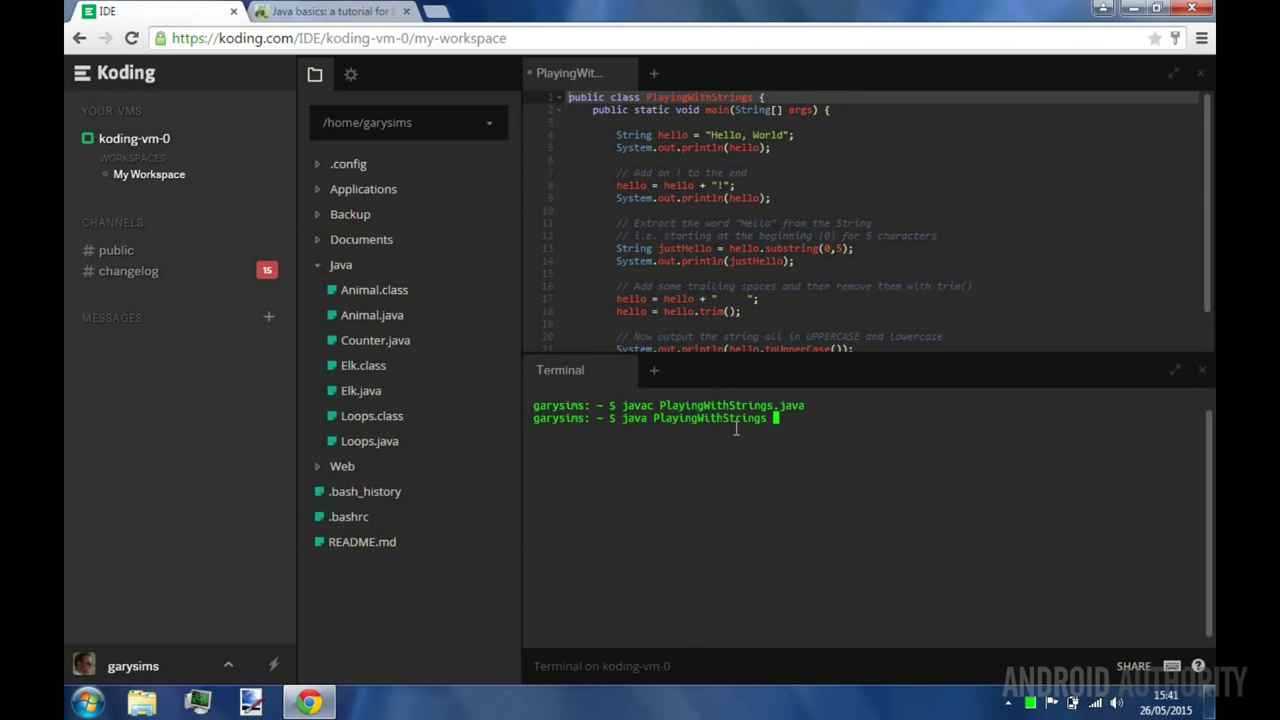 IDE
Java basics: a tutorial for
https://koding.com/IDE/koding-vm-0/my-workspace
Koding
YOUR VMS
koding-vm-0
WORKSPACES
My Workspace
CHANNELS
# public
# changelog
15
MESSAGES
+
garysims
/home/garysims
.config
Applications
Backup
Documents
Java
Animal.class
Animal.java
Counter.java
Elk.class
Elk.java
Loops.class
Loops.java
Web
.bash_history
.bashrc
README.md
PlayingWit...
1 public class PlayingWithStrings {
2 public static void main(String[] args) {
3
4 String hello = "Hello, World";
5 System.out.println(hello);
6
7 // Add an ! to the end
8 hello = hello + "!";
9 System.out.println(hello);
10
11 // Extract the word "Hello" from the String
12 // i.e. starting at the beginning (0) for 5 characters
13 String justHello = hello.substring(0,5);
14 System.out.println(justHello);
15
16 // Add some trailing spaces and then remove them with trim()
17 hello = hello + "     ";
18 hello = hello.trim();
19
20 // Now output the string all in UPPERCASE and lowercase
21 System.out.println(hello.toUpperCase());
Terminal
garysims: ~ $ javac PlayingWithStrings.java
garysims: ~ $ java PlayingWithStrings
Terminal on koding-vm-0
SHARE
ANDROID AUTHORITY
15:41
26/05/2015